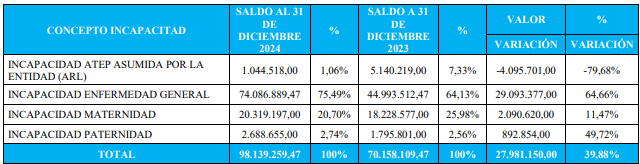 CONCEPTO INCAPACITAD SALDO AL 31 DE DICIEMBRE 2024 % SALDO A 31 DE DICIEMBRE 2023 % VALOR VARIACIÓN % VARIACIÓN
INCAPACIDAD ATEP ASUMIDA POR LA ENTIDAD (ARL) 1.044.518,00 1,06% 5.140.219,00 7,33% -4.095.701,00 -79,68%
INCAPACIDAD ENFERMEDAD GENERAL 74.086.889,47 75,49% 44.993.512,47 64,13% 29.093.377,00 64,66%
INCAPACIDAD MATERNIDAD 20.319.197,00 20,70% 18.228.577,00 25,98% 2.090.620,00 11,47%
INCAPACIDAD PATERNIDAD 2.688.655,00 2,74% 1.795.801,00 2,56% 892.854,00 49,72%
TOTAL 98.139.259,47 100% 70.158.109,47 100% 27.981.150,00 39,88%